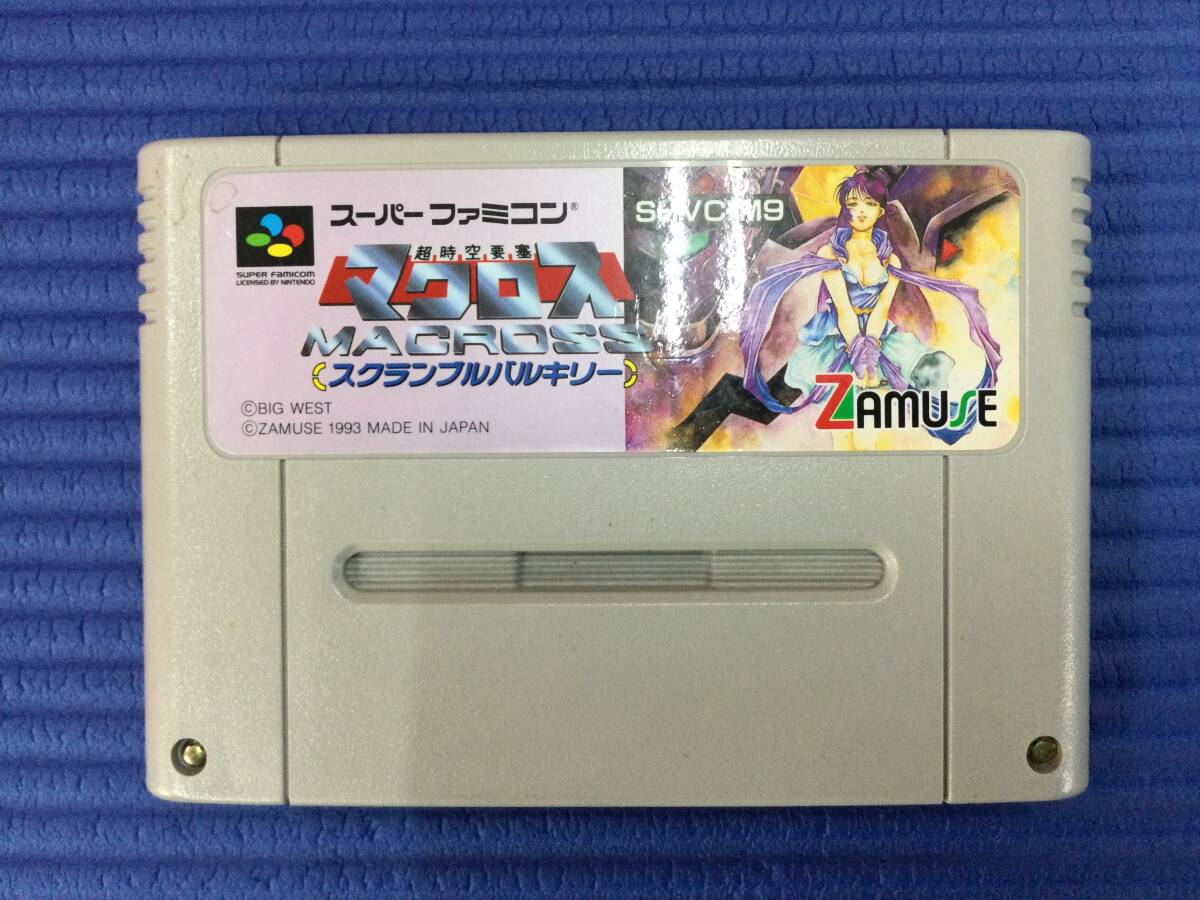 スーパーファミコン®
SUPER FAMICOM
LICENSED BY NINTENDO
超時空要塞
マクロス
MACROSS
スクランブルバルキリー
©BIG WEST
©ZAMUSE 1993 MADE IN JAPAN
SHVC-M9
ZAMUSE